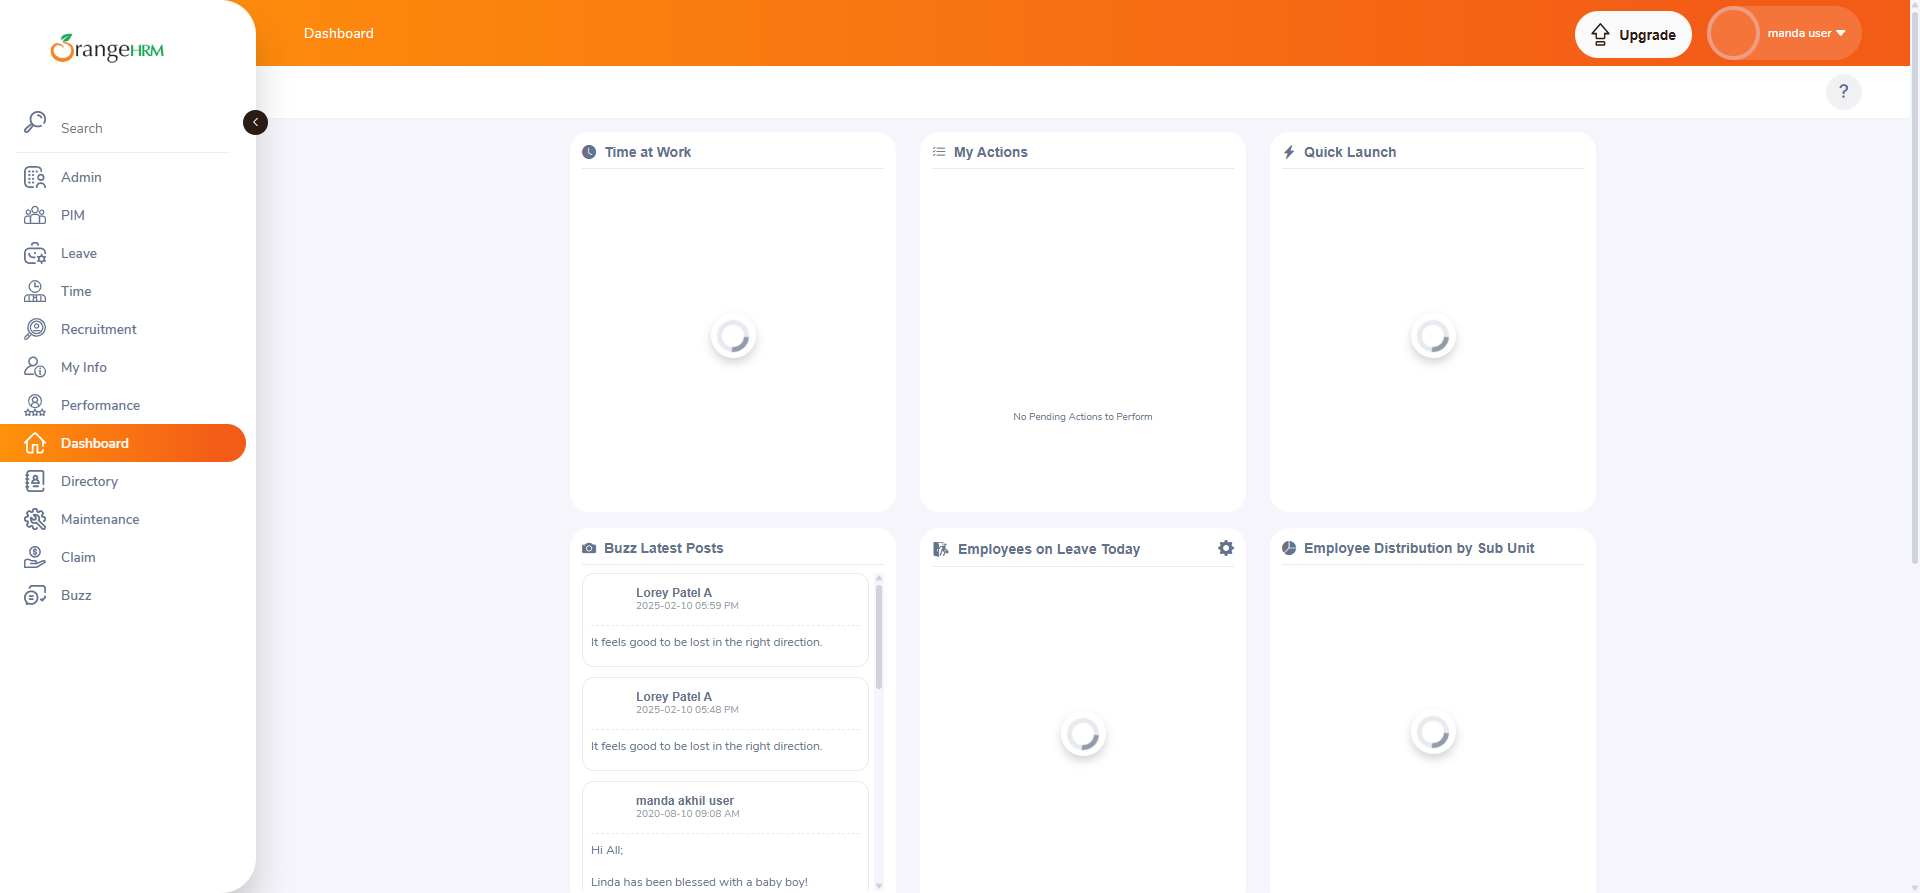 OrangeHRM
Dashboard
Upgrade
manda user
?
Search
Admin
PIM
Leave
Time
Recruitment
My Info
Performance
Dashboard
Directory
Maintenance
Claim
Buzz
Time at Work
My Actions
No Pending Actions to Perform
Quick Launch
Buzz Latest Posts
Lorey Patel A
2025-02-10 05:59 PM
It feels good to be lost in the right direction.
Lorey Patel A
2025-02-10 05:48 PM
It feels good to be lost in the right direction.
manda akhil user
2020-08-10 09:08 AM
Hi All;
Linda has been blessed with a baby boy!
Employees on Leave Today
Employee Distribution by Sub Unit